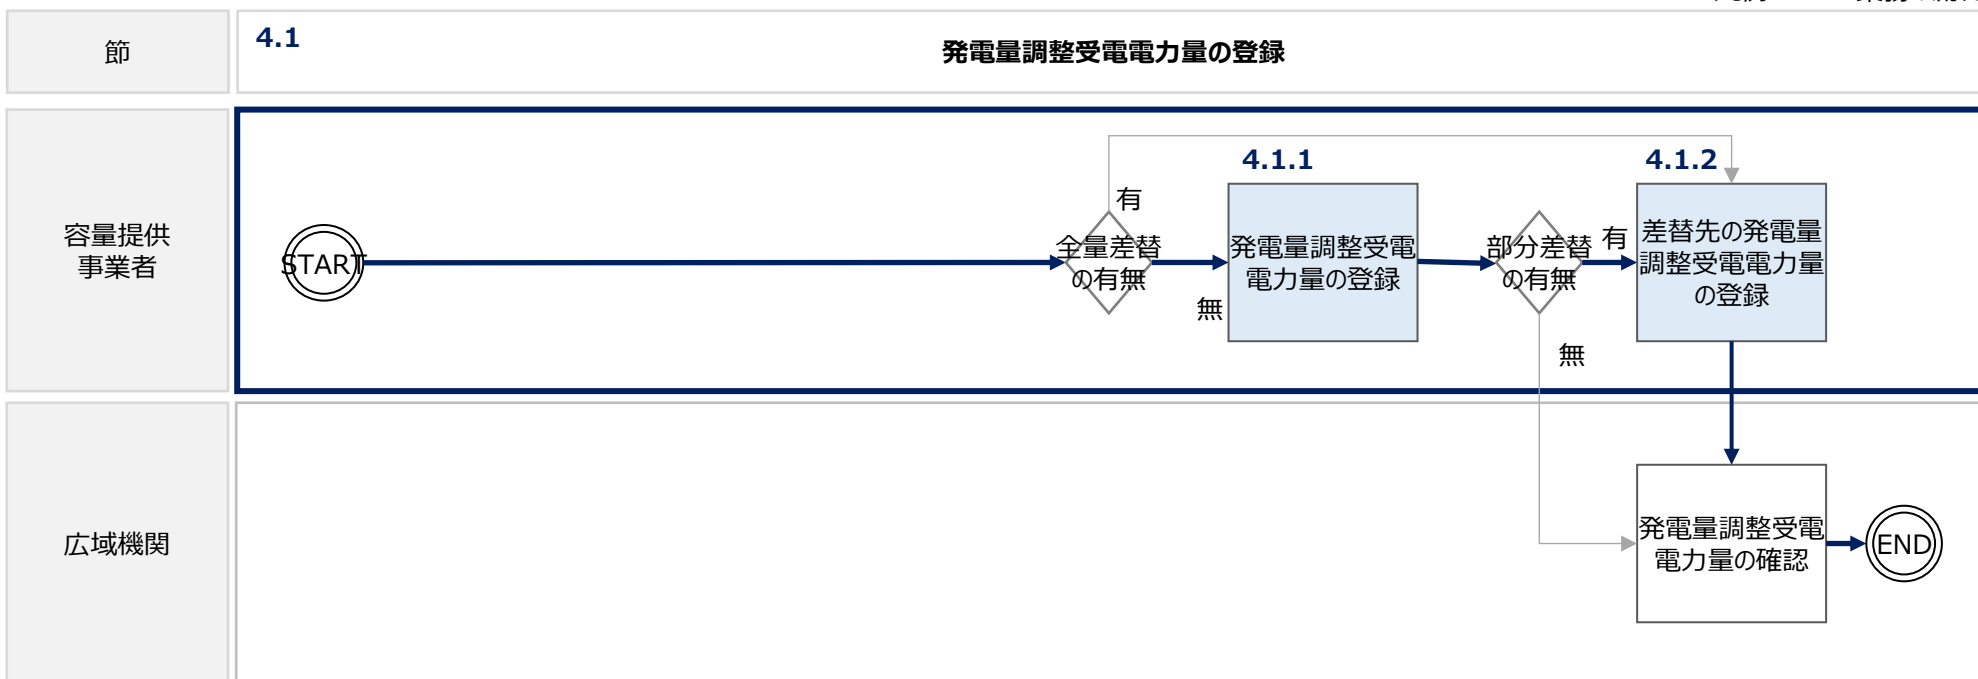 節
4.1
発電量調整受電電力量の登録
容量提供
事業者
START
全量差替
の有無
有
無
4.1.1
発電量調整受電
電力量の登録
部分差替
の有無
有
無
4.1.2
差替先の発電量
調整受電電力量
の登録
広域機関
発電量調整受電
電力量の確認
END